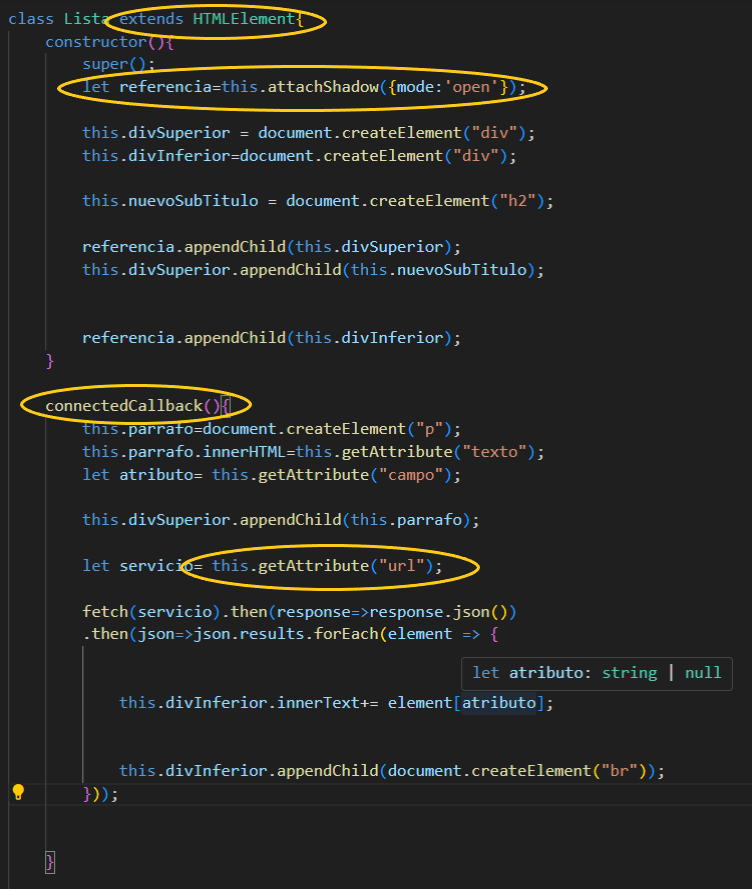 class Lista extends HTMLElement{
constructor(){
super();
let referencia=this.attachShadow({mode:'open'});
this.divSuperior = document.createElement("div");
this.divInferior=document.createElement("div");
this.nuevoSubTitulo = document.createElement("h2");
referencia.appendChild(this.divSuperior);
this.divSuperior.appendChild(this.nuevoSubTitulo);
referencia.appendChild(this.divInferior);
}
connectedCallback(){
this.parrafo=document.createElement("p");
this.parrafo.innerHTML=this.getAttribute("texto");
let atributo= this.getAttribute("campo");
this.divSuperior.appendChild(this.parrafo);
let servicio= this.getAttribute("url");
fetch(servicio).then(response=>response.json())
.then(json=>json.results.forEach(element => {
let atributo: string | null
this.divInferior.innerText+= element[atributo];
this.divInferior.appendChild(document.createElement("br"));
}));
}